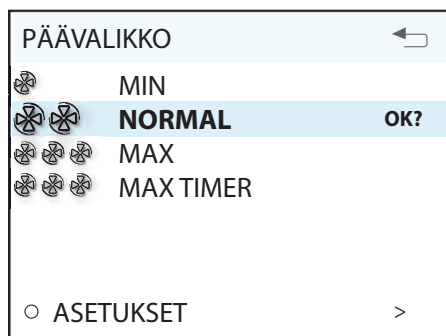 PÄÄVALIKKO
MIN
NORMAL OK?
MAX
MAX TIMER
ASETUKSET >